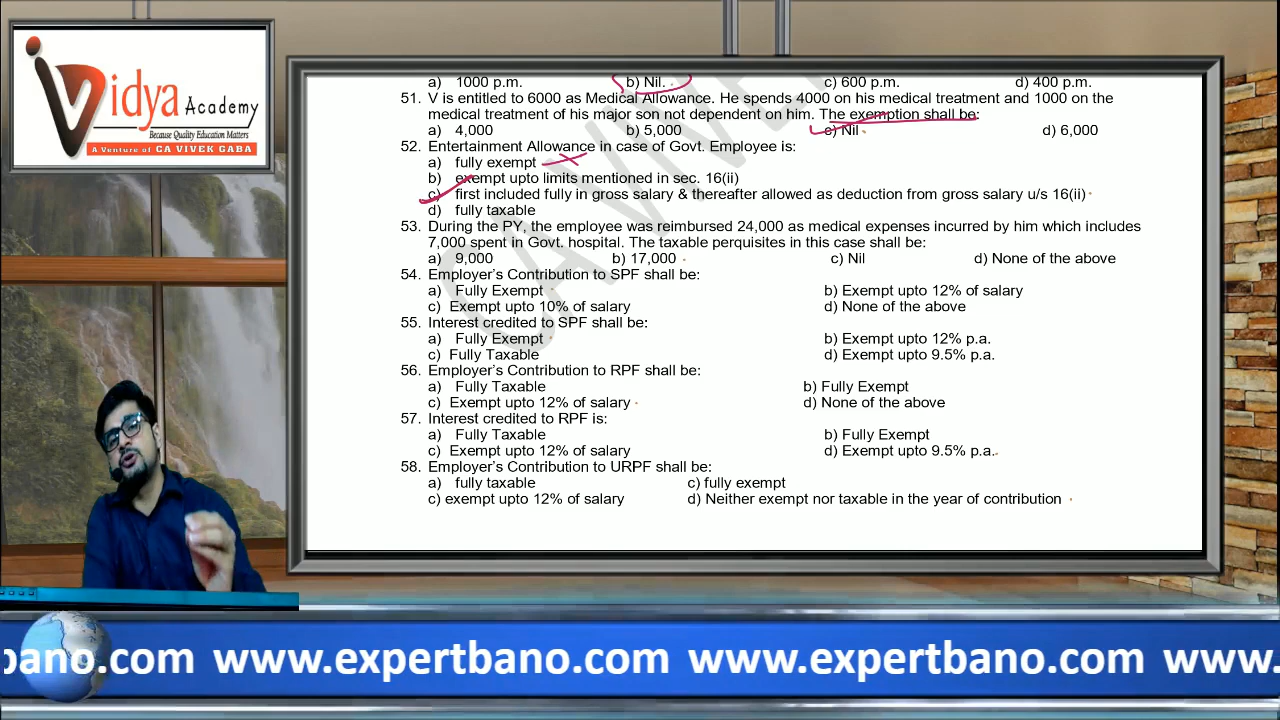 Vidya
Academy
Because Quality Education Matters
A Venture of CA VIVEK GABA
a) 1000 p.m. b) Nil. c) 600 p.m. d) 400 p.m.
51. V is entitled to 6000 as Medical Allowance. He spends 4000 on his medical treatment and 1000 on the
medical treatment of his major son not dependent on him. The exemption shall be:
a) 4,000 b) 5,000 c) Nil d) 6,000
52. Entertainment Allowance in case of Govt. Employee is:
a) fully exempt
b) exempt upto limits mentioned in sec. 16(ii)
c) first included fully in gross salary & thereafter allowed as deduction from gross salary u/s 16(ii)
d) fully taxable
53. During the PY, the employee was reimbursed 24,000 as medical expenses incurred by him which includes
7,000 spent in Govt. hospital. The taxable perquisites in this case shall be:
a) 9,000 b) 17,000 c) Nil d) None of the above
54. Employer's Contribution to SPF shall be:
a) Fully Exempt b) Exempt upto 12% of salary
c) Exempt upto 10% of salary d) None of the above
55. Interest credited to SPF shall be:
a) Fully Exempt b) Exempt upto 12% p.a.
c) Fully Taxable d) Exempt upto 9.5% p.a.
56. Employer's Contribution to RPF shall be:
a) Fully Taxable b) Fully Exempt
c) Exempt upto 12% of salary d) None of the above
57. Interest credited to RPF is:
a) Fully Taxable b) Fully Exempt
c) Exempt upto 12% of salary d) Exempt upto 9.5% p.a.
58. Employer's Contribution to URPF shall be:
a) fully taxable c) fully exempt
c) exempt upto 12% of salary d) Neither exempt nor taxable in the year of contribution
bano.com www.expertbano.com www.expertbano.com www.